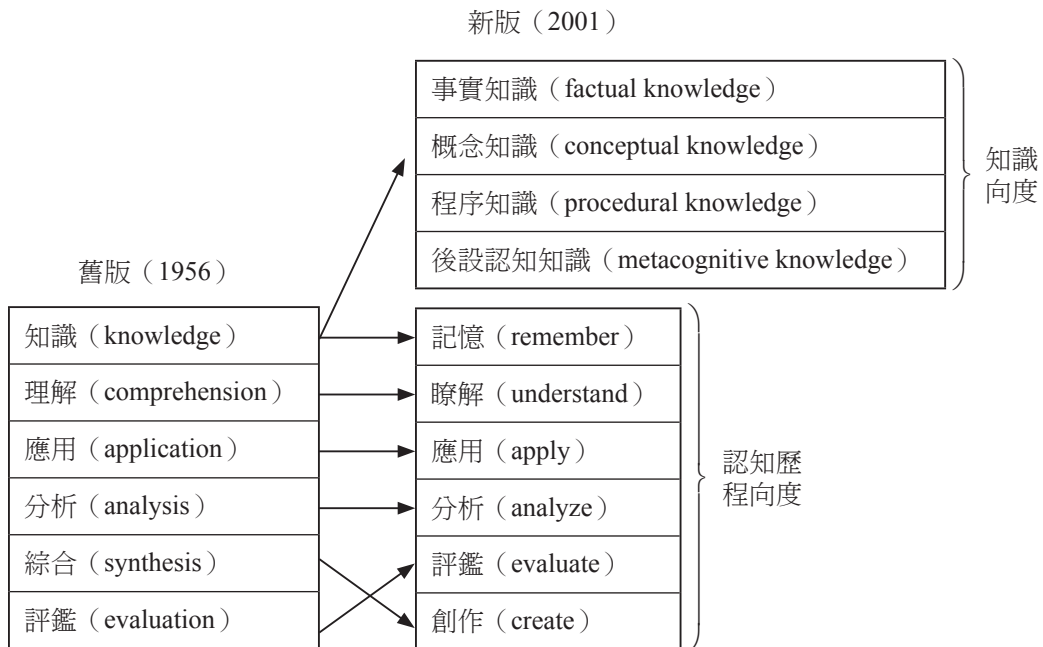 新版（2001）
事實知識（factual knowledge）
概念知識（conceptual knowledge）
程序知識（procedural knowledge）
後設認知知識（metacognitive knowledge）
知識
向度
舊版（1956）
知識（knowledge）
理解（comprehension）
應用（application）
分析（analysis）
綜合（synthesis）
評鑑（evaluation）
記憶（remember）
瞭解（understand）
應用（apply）
分析（analyze）
評鑑（evaluate）
創作（create）
認知歷
程向度